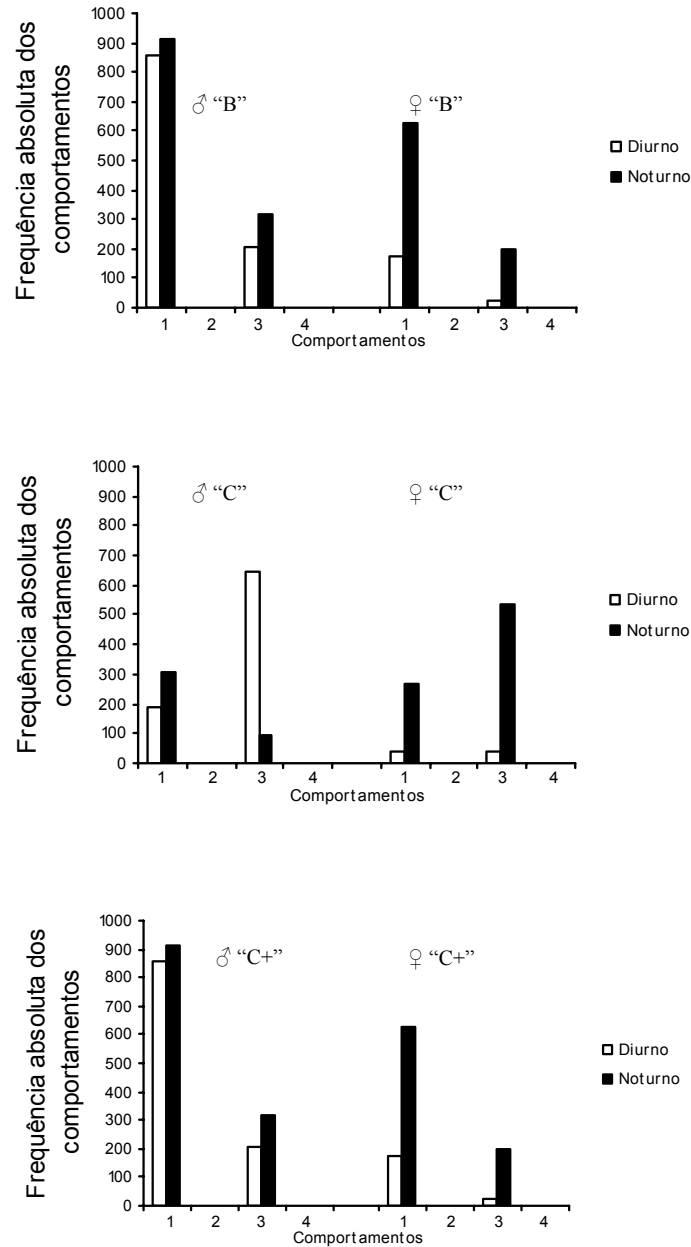 Frequência absoluta dos
comportamentos
1000
900
800
700
600
500
400
300
200
100
0
♂ “B” ♀ “B”
Diurno
Noturno
1 2 3 4 1 2 3 4
Comportamentos
Frequência absoluta dos
comportamentos
1000
900
800
700
600
500
400
300
200
100
0
♂ “C” ♀ “C”
Diurno
Noturno
1 2 3 4 1 2 3 4
Comportamentos
Frequência absoluta dos
comportamentos
1000
900
800
700
600
500
400
300
200
100
0
♂ “C+” ♀ “C+”
Diurno
Noturno
1 2 3 4 1 2 3 4
Comportamentos